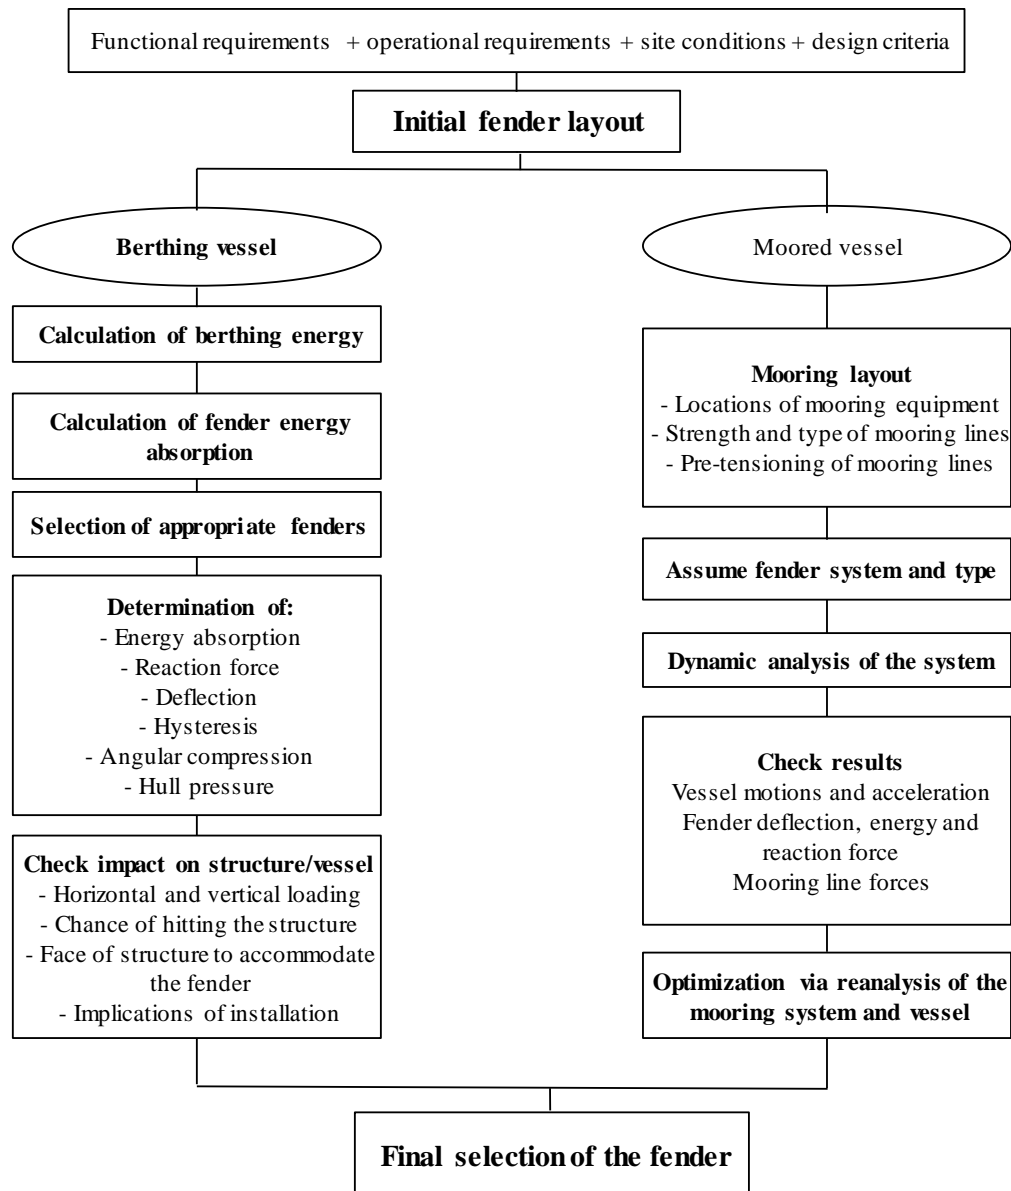 Functional requirements + operational requirements + site conditions + design criteria
Initial fender layout
Berthing vessel
Calculation of berthing energy
Calculation of fender energy
absorption
Selection of appropriate fenders
Determination of:
- Energy absorption
- Reaction force
- Deflection
- Hysteresis
- Angular compression
- Hull pressure
Check impact on structure/vessel
- Horizontal and vertical loading
- Chance of hitting the structure
- Face of structure to accommodate
the fender
- Implications of installation
Moored vessel
Mooring layout
- Locations of mooring equipment
- Strength and type of mooring lines
- Pre-tensioning of mooring lines
Assume fender system and type
Dynamic analysis of the system
Check results
Vessel motions and acceleration
Fender deflection, energy and
reaction force
Mooring line forces
Optimization via reanalysis of the
mooring system and vessel
Final selection of the fender